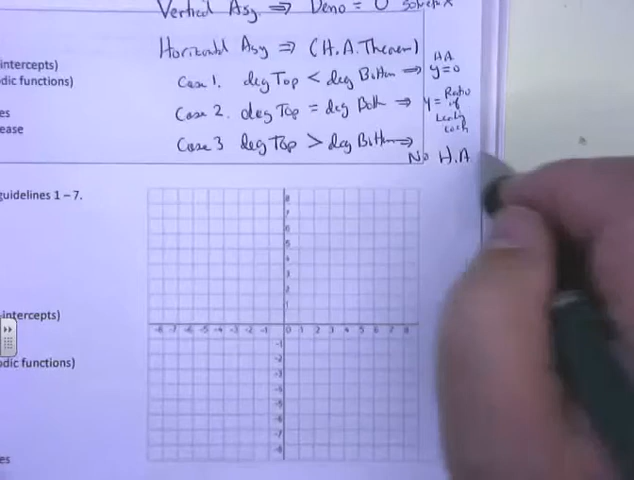 Vertical Asy. ⇒ Deno = 0 Solve x
Horizontal Asy ⇒ (H.A. Theorem)
intercepts)
dic functions)
Case 1. deg Top < deg Bottom ⇒ HA y=0
es
Case 2. deg Top = deg Both ⇒ y = Ratio of Leading
ease
Case 3 deg Top > deg Bottom ⇒
No H.A
guidelines 1 – 7.
8
7
6
5
4
3
2
1
intercepts)
-8 -7 -6 -5 -4 -3 -2 -1 0 1 2 3 4 5 6 7 8
-1
-2
-3
-4
-5
-6
-7
-8
dic functions)
es